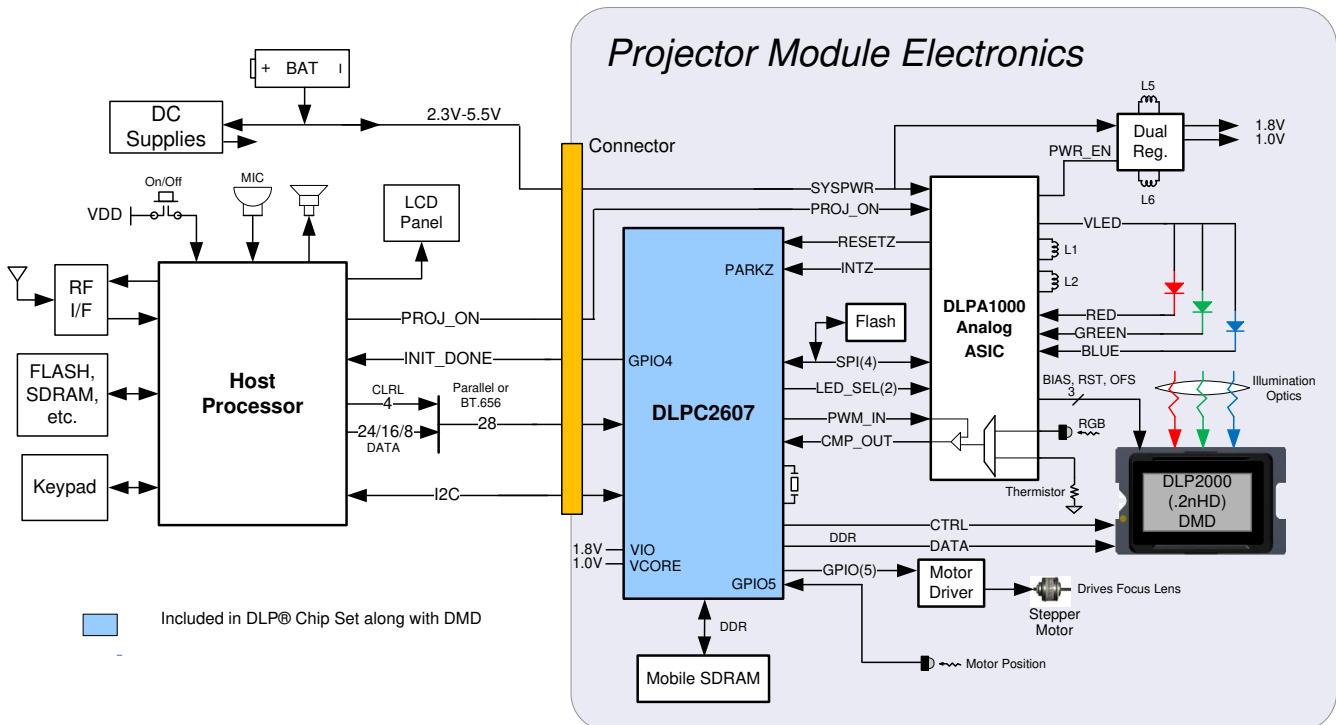 Projector Module Electronics
+ BAT I
DC
Supplies
2.3V-5.5V
Connector
L5
Dual
Reg.
1.8V
1.0V
PWR_EN
L6
On/Off
MIC
VDD
LCD
Panel
SYSPWR
PROJ_ON
VLED
RESETZ
L1
PARKZ
INTZ
L2
RF
I/F
PROJ_ON
DLPA1000
Analog
ASIC
Flash
RED
GREEN
BLUE
INIT_DONE
GPIO4
SPI(4)
FLASH,
SDRAM,
etc.
Host
Processor
CLRL
4
Parallel or
BT.656
28
24/16/8
DATA
DLPC2607
LED_SEL(2)
BIAS, RST, OFS
3
Illumination
Optics
PWM_IN
RGB
CMP_OUT
Keypad
I2C
Thermistor
DLP2000
(.2nHD)
DMD
CTRL
DDR
DATA
1.8V
VIO
1.0V
VCORE
GPIO5
GPIO(5)
Motor
Driver
Drives Focus Lens
Stepper
Motor
Included in DLP® Chip Set along with DMD
DDR
Mobile SDRAM
Motor Position